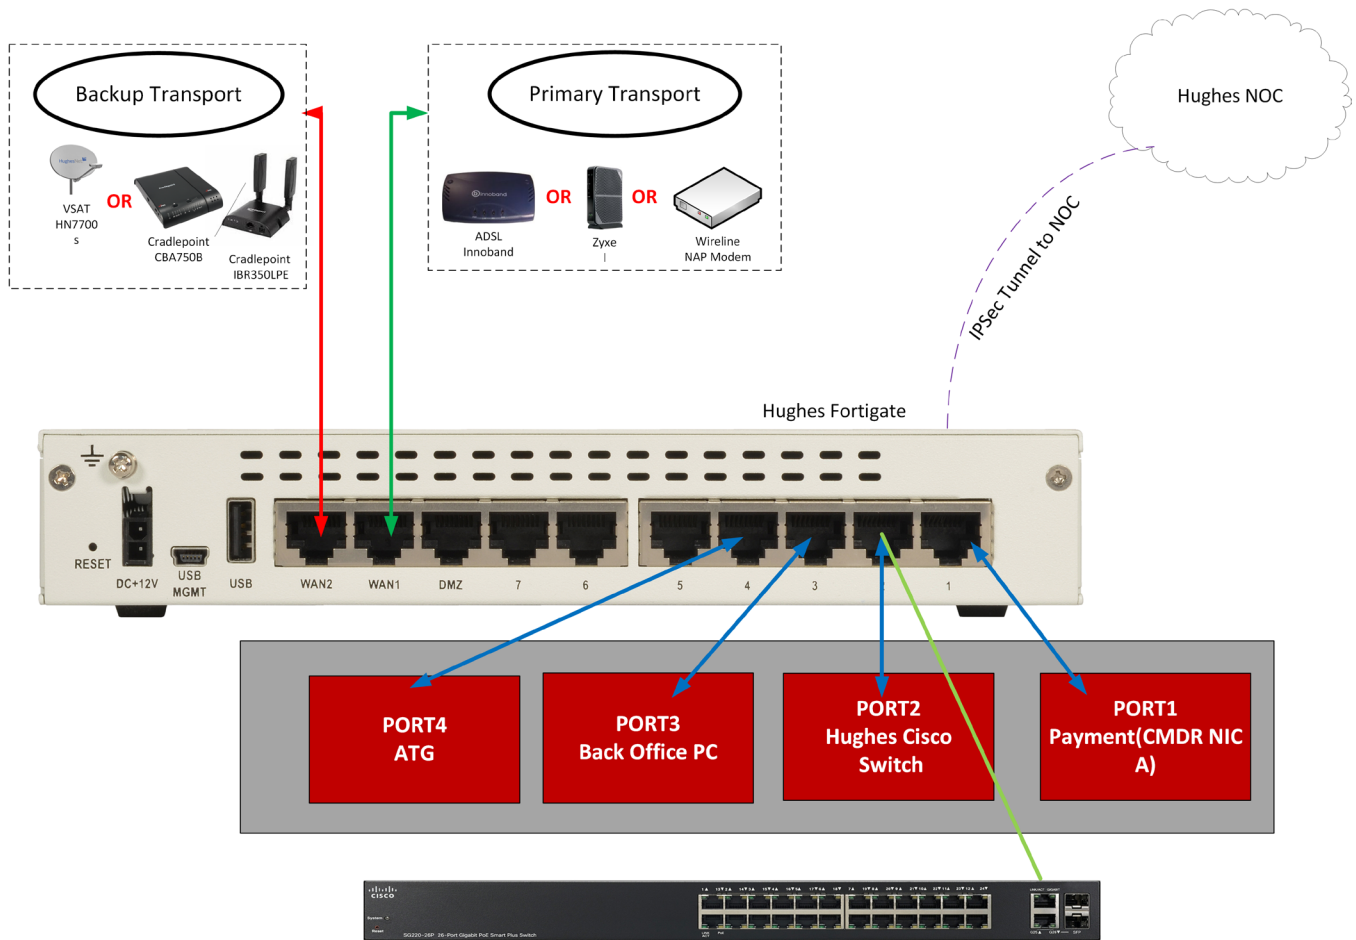 Backup Transport
Primary Transport
Hughes NOC
VSAT
HN7700
s
OR
Cradlepoint
CBA750B
Cradlepoint
IBR350LPE
ADSL
Innoband
OR
Zyxe
l
OR
Wireline
NAP Modem
IPSec Tunnel to NOC
Hughes Fortigate
RESET
DC+12V
USB
MGMT
USB
WAN2
WAN1
DMZ
7
6
5
4
3
1
PORT4
ATG
PORT3
Back Office PC
PORT2
Hughes Cisco
Switch
PORT1
Payment(CMDR NIC
A)
CISCO
System
Reset
SG220-26P 26-Port Gigabit PoE Smart Plus Switch